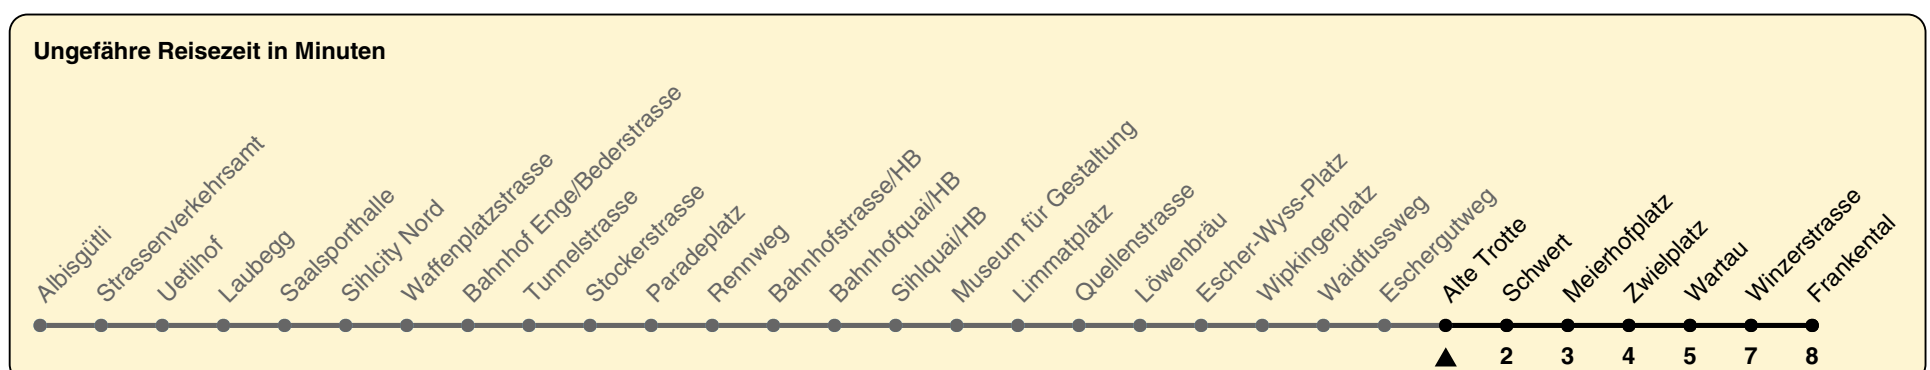 Ungefähre Reisezeit in Minuten
Albisgütli
Strassenverkehrsamt
Uetlihof
Laubegg
Saalsporthalle
Sihlcity Nord
Waffenplatzstrasse
Bahnhof Enge/Bederstrasse
Tunnelstrasse
Stockerstrasse
Paradeplatz
Rennweg
Bahnhofstrasse/HB
Bahnhofquai/HB
Sihlquai/HB
Museum für Gestaltung
Limmatplatz
Quellenstrasse
Löwenbräu
Escher-Wyss-Platz
Wipkingerplatz
Waidfussweg
Eschergutweg
Alte Trotte
Schwert
Meierhofplatz
Zwielplatz
Wartau
Winzerstrasse
Frankental
2 3 4 5 7 8